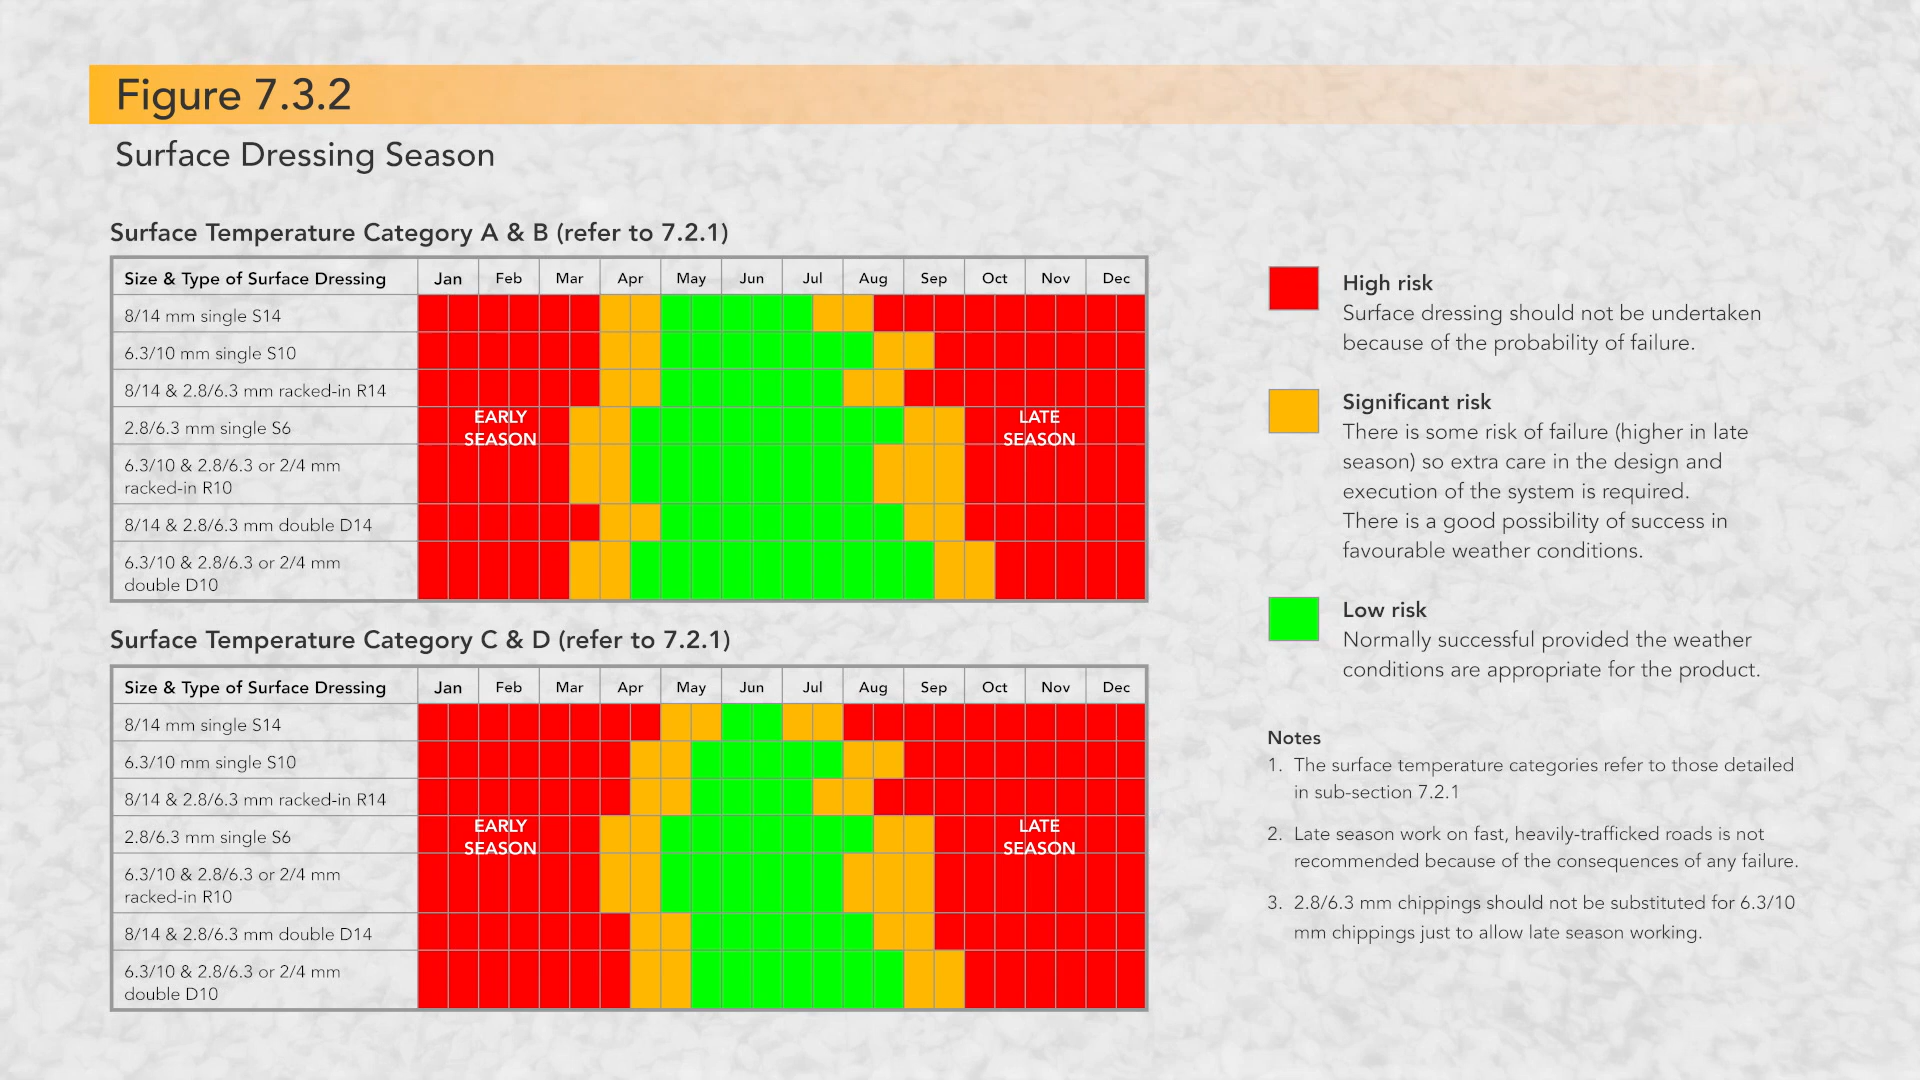 Figure 7.3.2
Surface Dressing Season
Surface Temperature Category A & B (refer to 7.2.1)
Size & Type of Surface Dressing Jan Feb Mar Apr May Jun Jul Aug Sep Oct Nov Dec
8/14 mm single S14
6.3/10 mm single S10
8/14 & 2.8/6.3 mm racked-in R14
2.8/6.3 mm single S6
6.3/10 & 2.8/6.3 or 2/4 mm
racked-in R10
8/14 & 2.8/6.3 mm double D14
6.3/10 & 2.8/6.3 or 2/4 mm
double D10
EARLY
SEASON
LATE
SEASON
Surface Temperature Category C & D (refer to 7.2.1)
Size & Type of Surface Dressing Jan Feb Mar Apr May Jun Jul Aug Sep Oct Nov Dec
8/14 mm single S14
6.3/10 mm single S10
8/14 & 2.8/6.3 mm racked-in R14
2.8/6.3 mm single S6
6.3/10 & 2.8/6.3 or 2/4 mm
racked-in R10
8/14 & 2.8/6.3 mm double D14
6.3/10 & 2.8/6.3 or 2/4 mm
double D10
EARLY
SEASON
LATE
SEASON
High risk
Surface dressing should not be undertaken
because of the probability of failure.
Significant risk
There is some risk of failure (higher in late
season) so extra care in the design and
execution of the system is required.
There is a good possibility of success in
favourable weather conditions.
Low risk
Normally successful provided the weather
conditions are appropriate for the product.
Notes
1. The surface temperature categories refer to those detailed
in sub-section 7.2.1
2. Late season work on fast, heavily-trafficked roads is not
recommended because of the consequences of any failure.
3. 2.8/6.3 mm chippings should not be substituted for 6.3/10
mm chippings just to allow late season working.